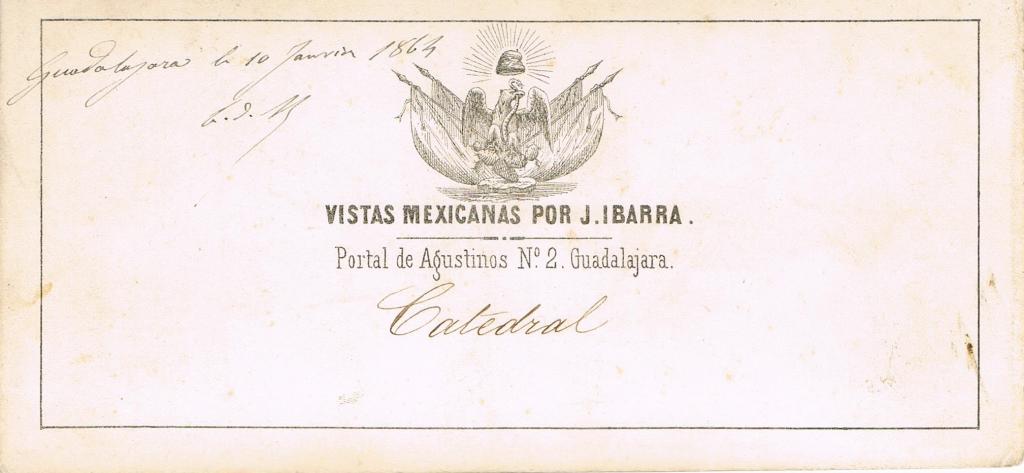 Guadalajara le 10 Janvier 1864
VISTAS MEXICANAS POR J. IBARRA.
Portal de Agustinos Nº 2. Guadalajara.
Catedral